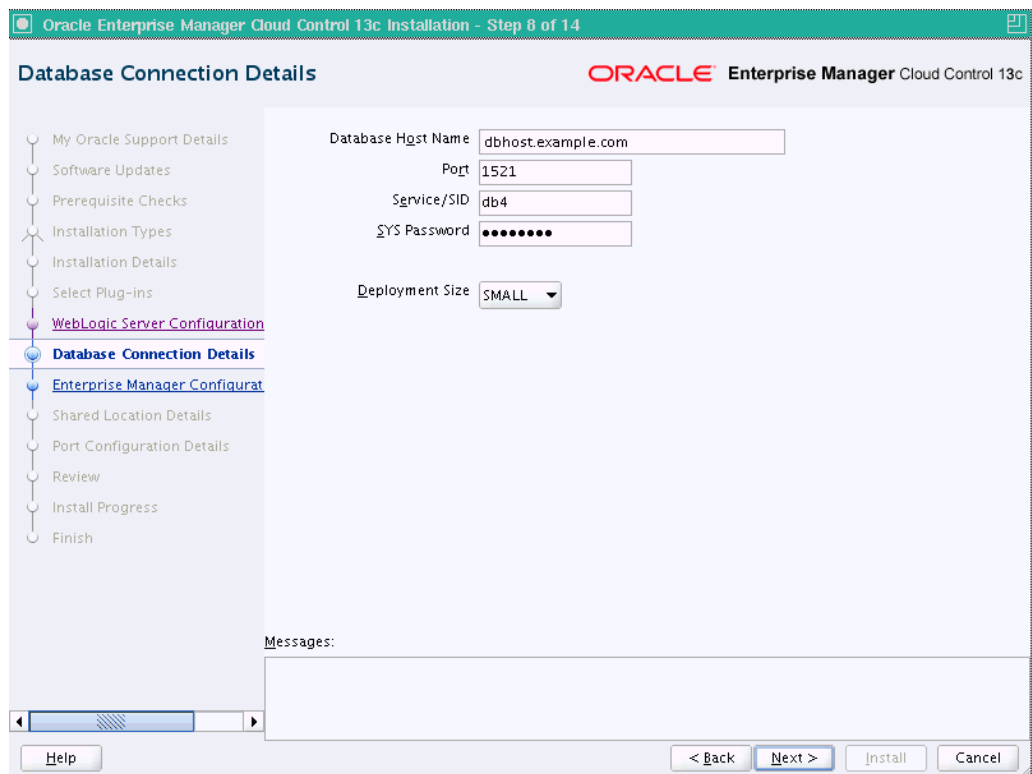 Oracle Enterprise Manager Cloud Control 13c Installation - Step 8 of 14
Database Connection Details
ORACLE Enterprise Manager Cloud Control 13c
My Oracle Support Details
Software Updates
Prerequisite Checks
Installation Types
Installation Details
Select Plug-ins
WebLogic Server Configuration
Database Connection Details
Enterprise Manager Configurat
Shared Location Details
Port Configuration Details
Review
Install Progress
Finish
Database Host Name dbhost.example.com
Port 1521
Service/SID db4
SYS Password ●●●●●●●●
Deployment Size SMALL
Messages:
Help
< Back Next > Install Cancel